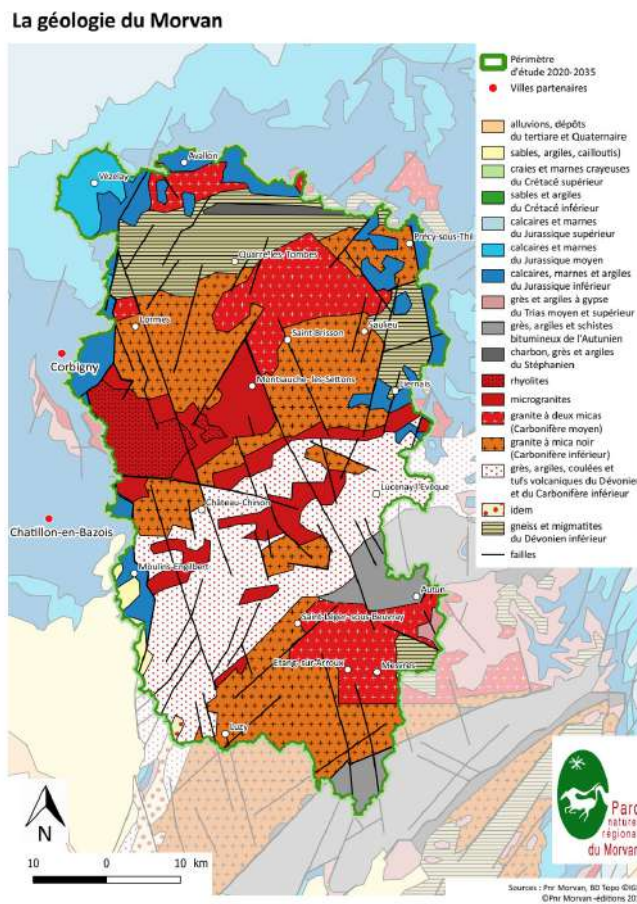 La géologie du Morvan
Périmètre
d'étude 2020-2035
Villes partenaires
alluvions, dépôts
du tertiaire et Quaternaire
sables, argiles, cailloutis
craies et marnes crayeuses
du Crétacé supérieur
sables et argiles
du Crétacé inférieur
calcaires et marnes
du Jurassique supérieur
calcaires et marnes
du Jurassique moyen
calcaires, marnes et argiles
du Jurassique inférieur
grès et argiles à gypse
du Trias moyen et supérieur
grès, argiles et schistes
bitumineux de l'Autunien
charbon, grès et argiles
du Stéphanien
rhyolites
microgranites
granite à deux micas
(Carbonifère moyen)
granite à mica noir
(Carbonifère inférieur)
grès, argiles, coulées et
tufs volcaniques du Dévonien
et du Carbonifère inférieur
idem
gneiss et migmatites
du Dévonien inférieur
failles
Avallon
Vézelay
Précy-sous-Thil
Quarré-les-Tombes
Lormes
Saulieu
Saint Brisson
Corbigny
Montsauche-les-Settons
Liernais
Lucenay-l'Evêque
Château-Chinon
Chatillon-en-Bazois
Moulins-Engilbert
Autun
Saint-Léger-sous-Beuvray
Etang-sur-Arroux
Mesvres
Luzy
N
10 0 10 km
Parc
naturel
régional
du Morvan
Sources : Pnr Morvan, BD Topo ©IG
©Pnr Morvan -éditions 20